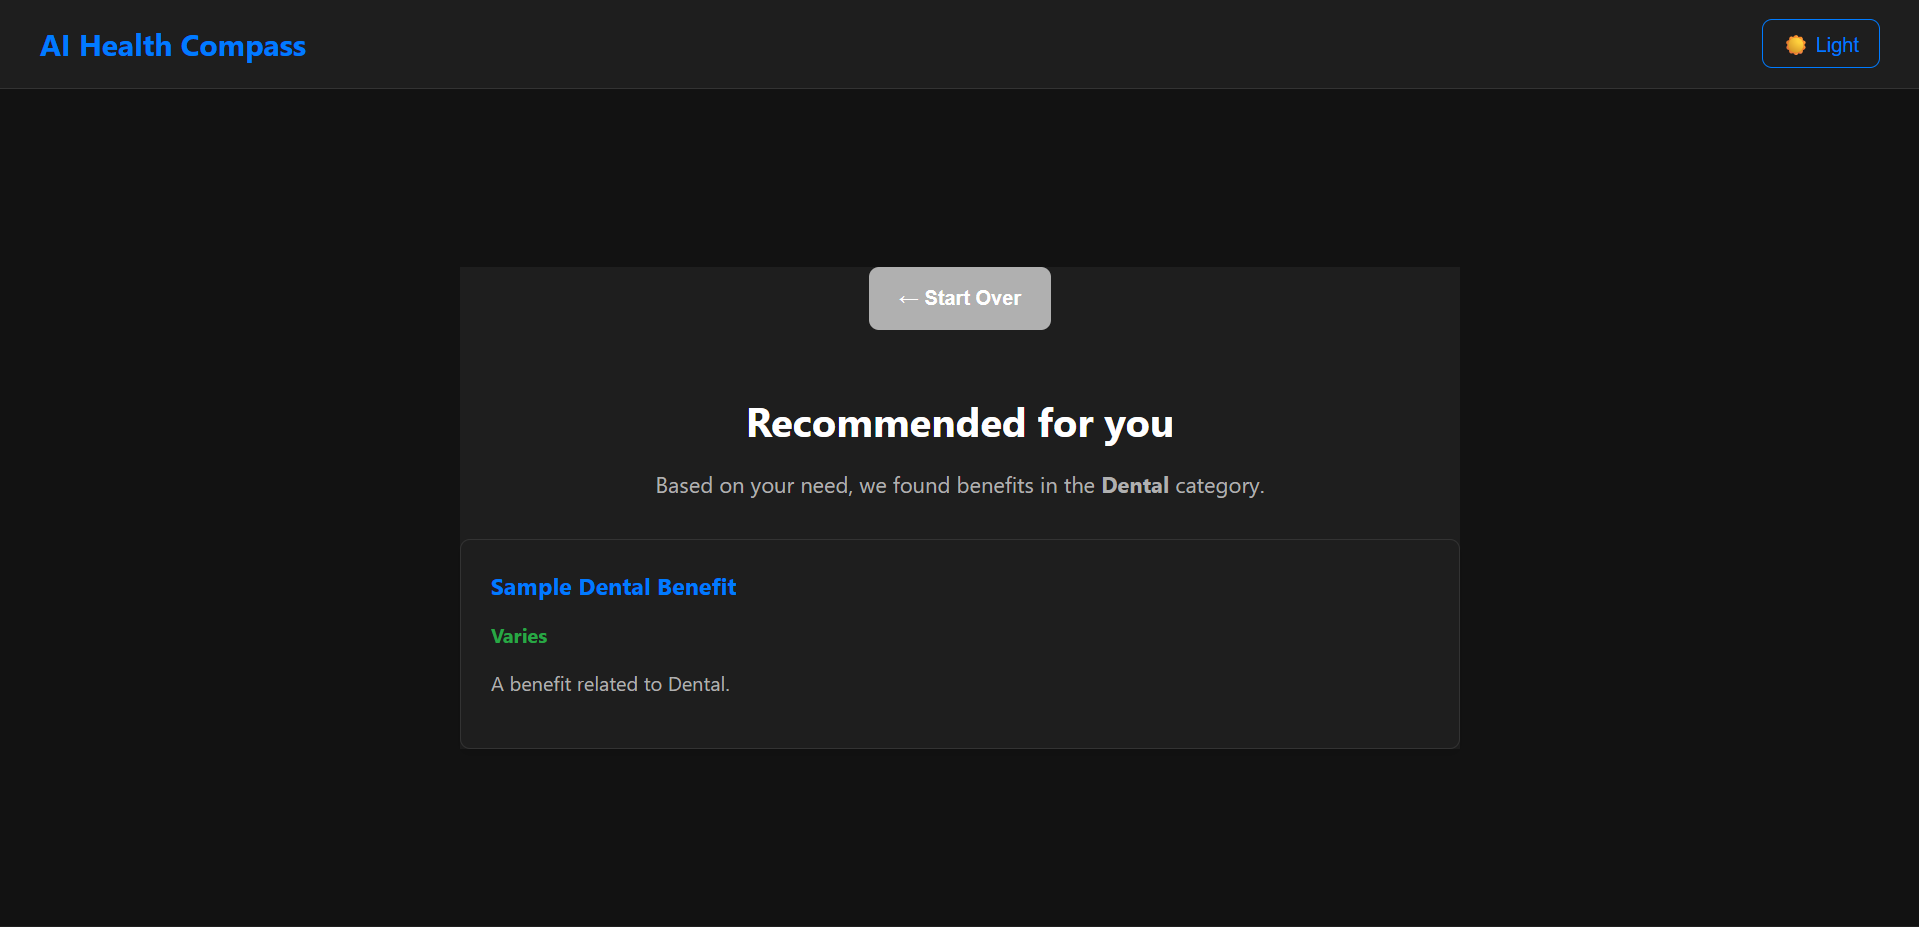 AI Health Compass
Light
← Start Over
Recommended for you
Based on your need, we found benefits in the Dental category.
Sample Dental Benefit
Varies
A benefit related to Dental.